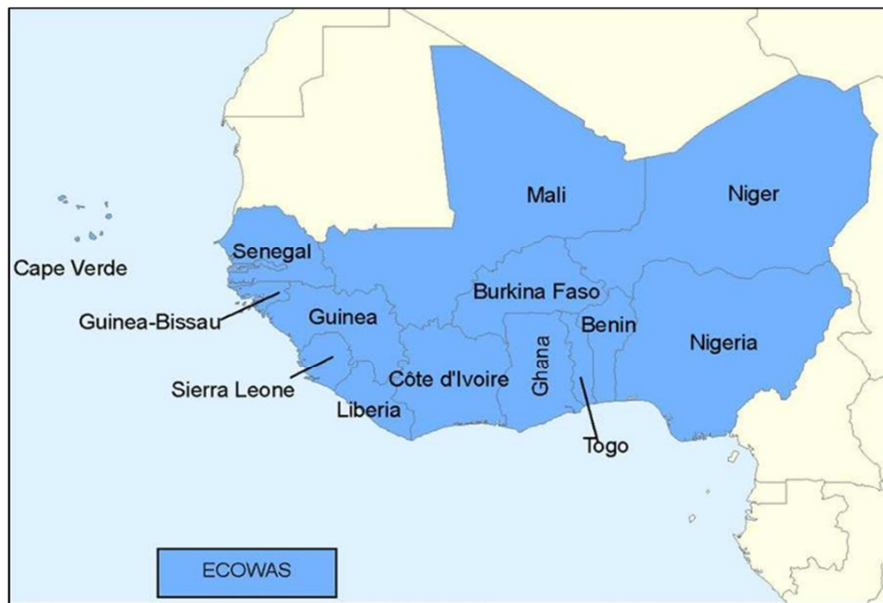 Mali
Niger
Senegal
Cape Verde
Burkina Faso
Guinea-Bissau
Guinea
Benin
Nigeria
Ghana
Sierra Leone
Côte d'Ivoire
Liberia
Togo
ECOWAS